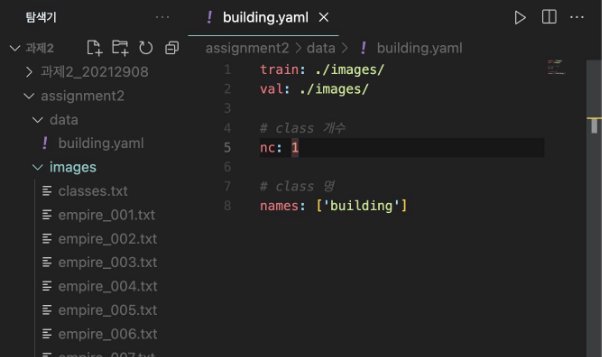 탐색기 ...
building.yaml
과제2
assignment2 > data > building.yaml
과제2_20212908
assignment2
data
building.yaml
images
classes.txt
empire_001.txt
empire_002.txt
empire_003.txt
empire_004.txt
empire_005.txt
empire_006.txt
1 train: ./images/
2 val: ./images/
3
4 # class 개수
5 nc: 1
6
7 # class 명
8 names: ['building']